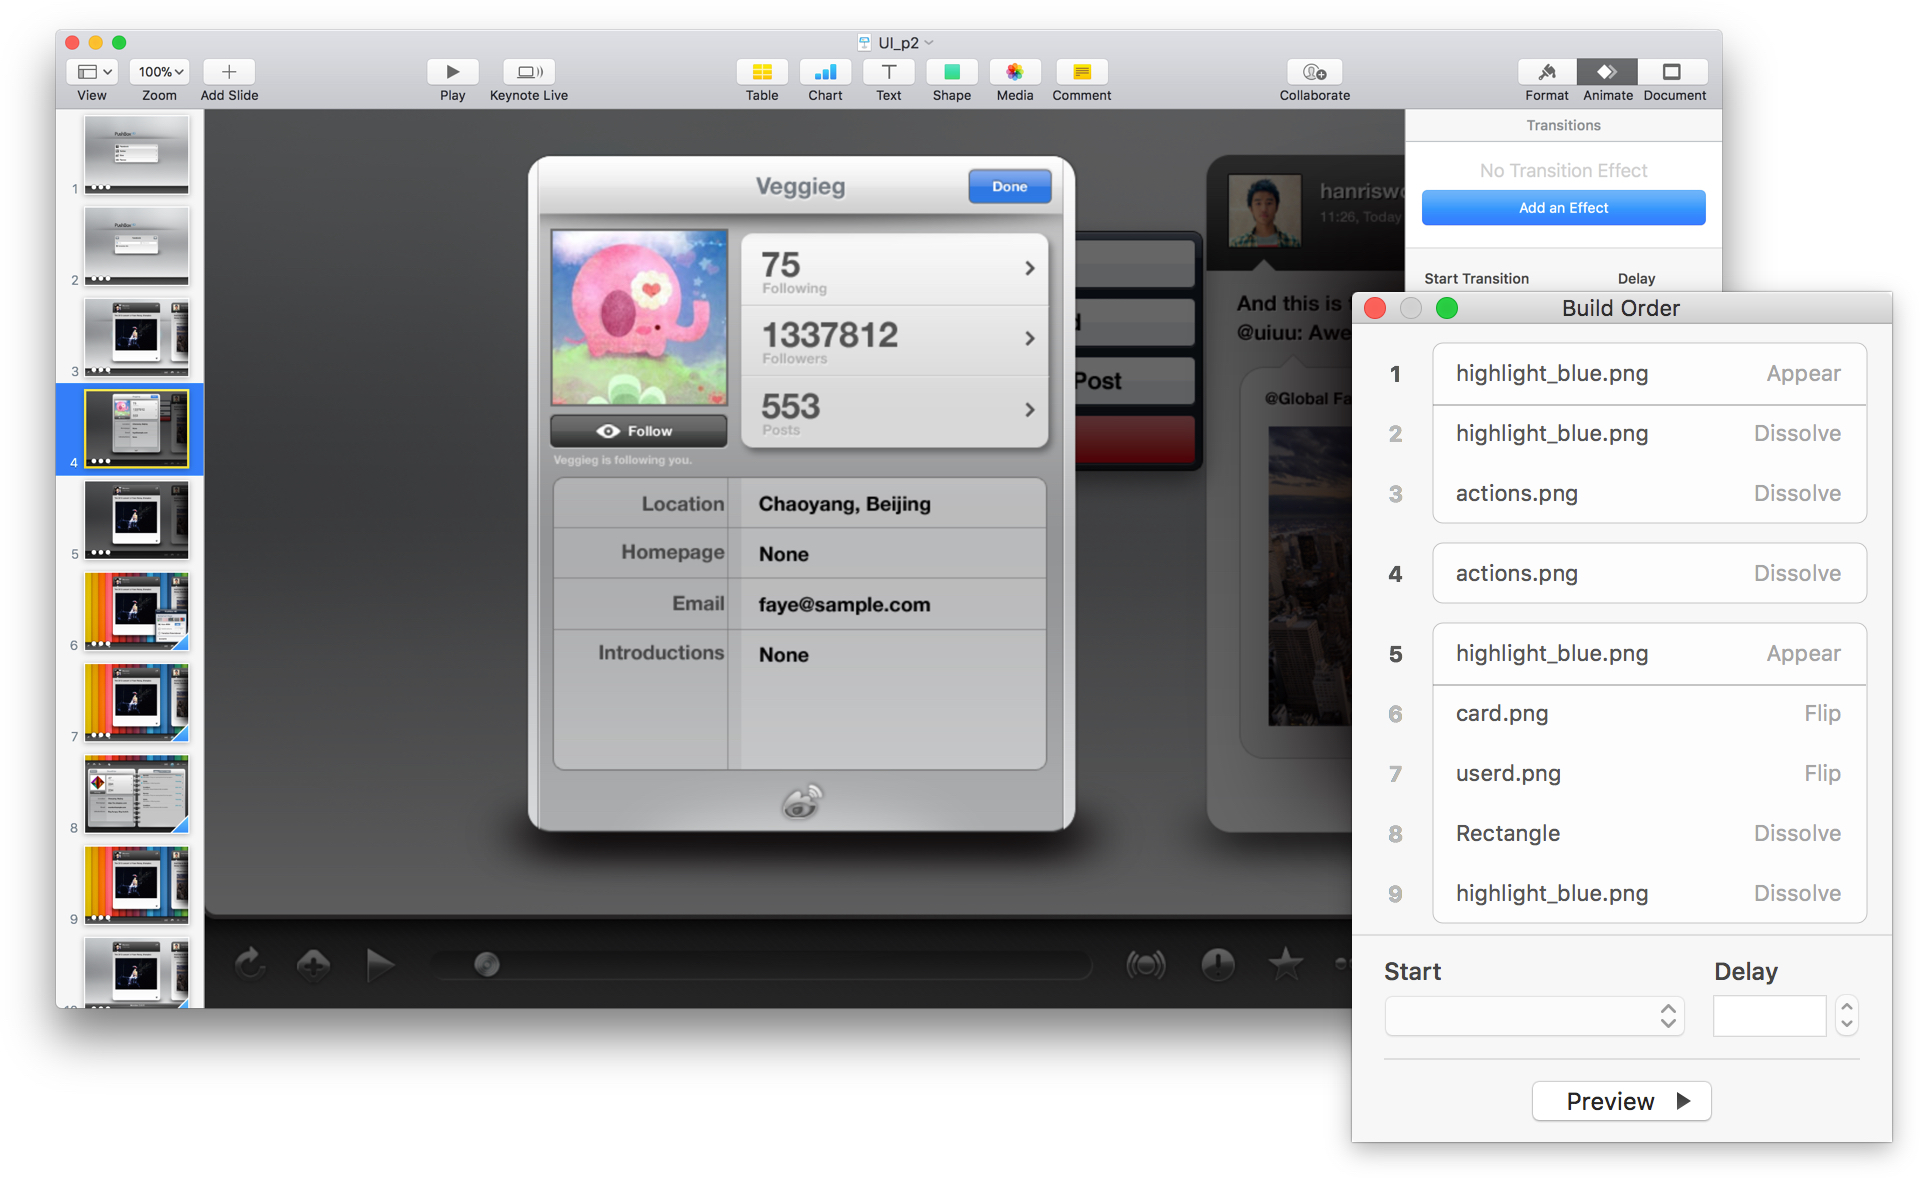 UI_p2
100%
View
Zoom
Add Slide
Play
Keynote Live
Table
Chart
Text
Shape
Media
Comment
Collaborate
Format
Animate
Document
1
2
3
4
5
6
7
8
9
Veggieg
Done
75
Following
1337812
Followers
553
Posts
Follow
Veggieg is following you.
Location Chaoyang, Beijing
Homepage None
Email faye@sample.com
Introductions None
Post
11:26, Today
And this is
@uiuu:
@Global
Transitions
No Transition Effect
Add an Effect
Start Transition Delay
Build Order
1 highlight_blue.png Appear
2 highlight_blue.png Dissolve
3 actions.png Dissolve
4 actions.png Dissolve
5 highlight_blue.png Appear
6 card.png Flip
7 userd.png Flip
8 Rectangle Dissolve
9 highlight_blue.png Dissolve
Start Delay
Preview